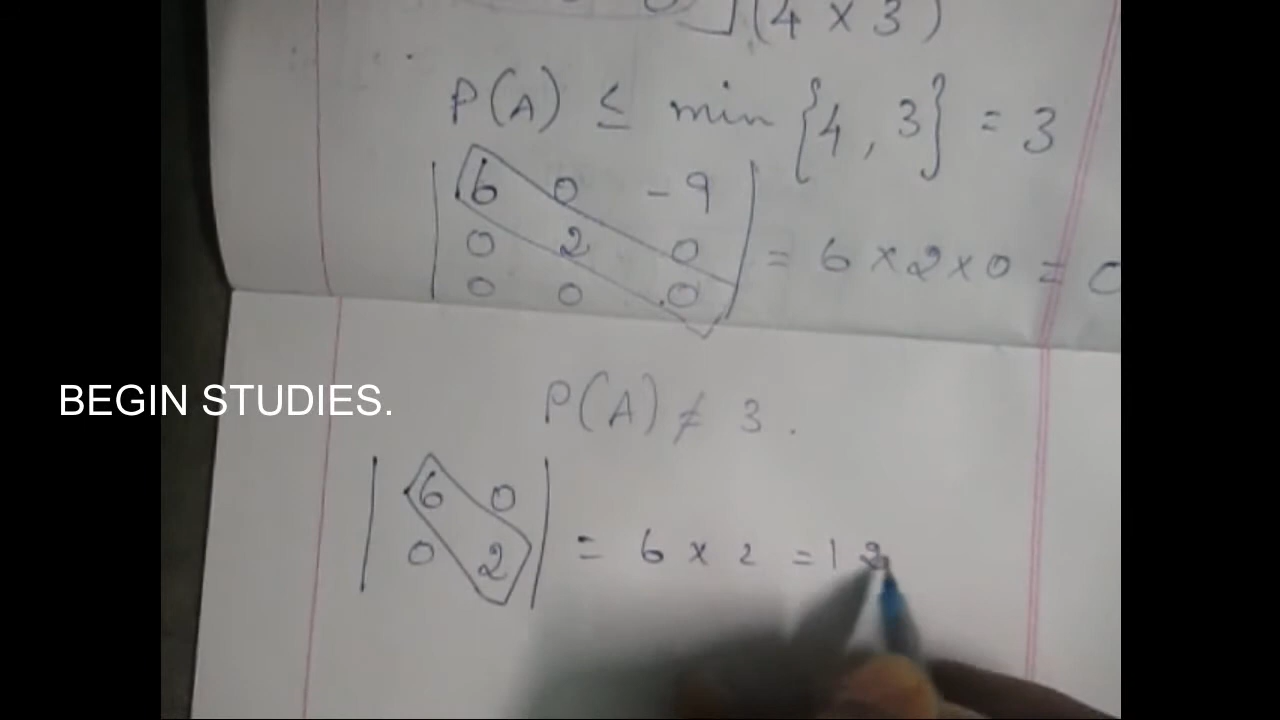 (4 × 3)
P(A) ≤ min {4, 3} = 3
| 6 0 -9 |
| 0 2 0 | = 6 × 2 × 0 = 0
| 0 0 0 |
BEGIN STUDIES.
P(A) ≠ 3.
| 6 0 |
| 0 2 | = 6 × 2 = 12